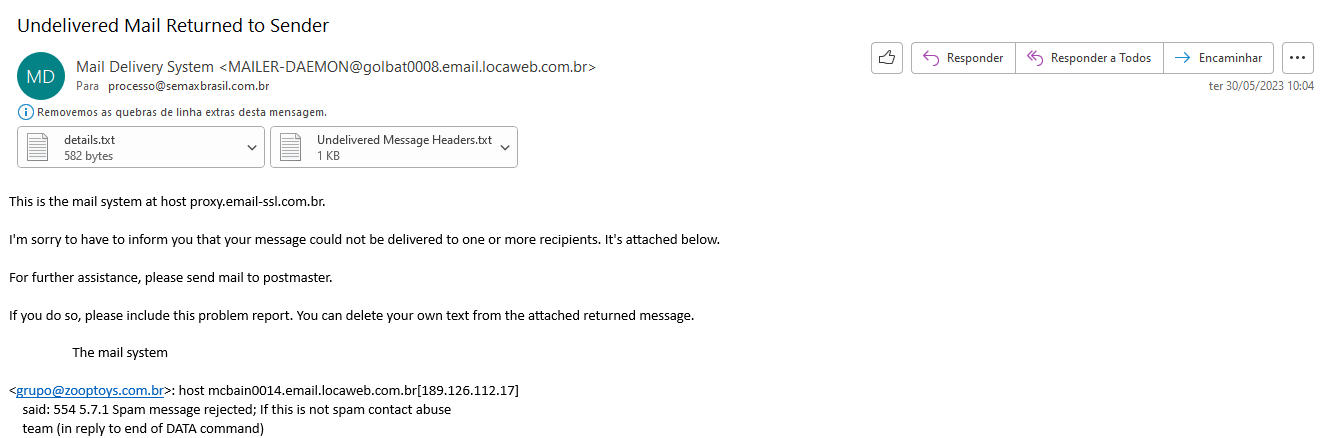 Undelivered Mail Returned to Sender
MD
Mail Delivery System <MAILER-DAEMON@golbat0008.email.locaweb.com.br>
Para processo@semaxbrasil.com.br
Responder
Responder a Todos
Encaminhar
ter 30/05/2023 10:04
Removemos as quebras de linha extras desta mensagem.
details.txt
582 bytes
Undelivered Message Headers.txt
1 KB
This is the mail system at host proxy.email-ssl.com.br.
I'm sorry to have to inform you that your message could not be delivered to one or more recipients. It's attached below.
For further assistance, please send mail to postmaster.
If you do so, please include this problem report. You can delete your own text from the attached returned message.
The mail system
<grupo@zooptoys.com.br>: host mcbain0014.email.locaweb.com.br[189.126.112.17]
said: 554 5.7.1 Spam message rejected; If this is not spam contact abuse
team (in reply to end of DATA command)